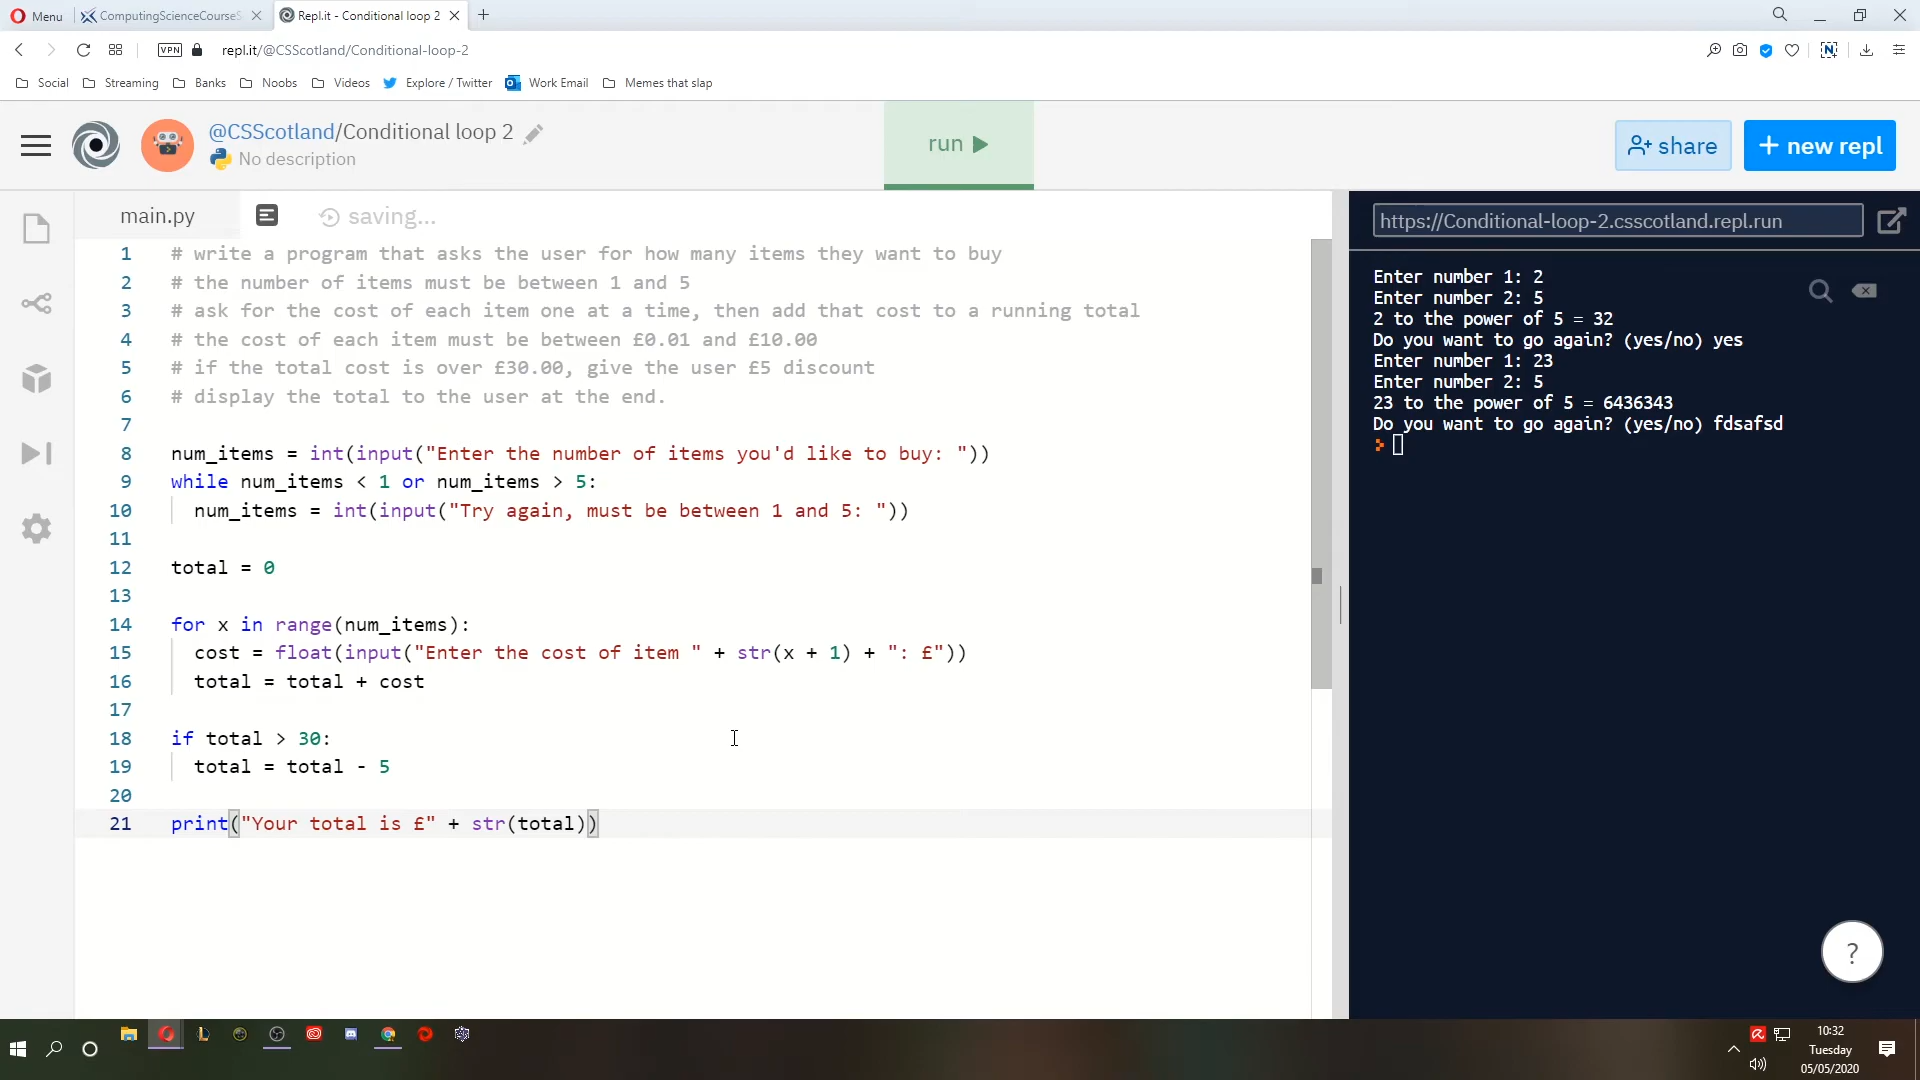 Menu
ComputingScienceCourseS
Repl.it - Conditional loop 2
VPN
repl.it/@CSScotland/Conditional-loop-2
Social
Streaming
Banks
Noobs
Videos
Explore / Twitter
Work Email
Memes that slap
@CSScotland/Conditional loop 2
No description
run
share
+ new repl
main.py
saving...
1 # write a program that asks the user for how many items they want to buy
2 # the number of items must be between 1 and 5
3 # ask for the cost of each item one at a time, then add that cost to a running total
4 # the cost of each item must be between £0.01 and £10.00
5 # if the total cost is over £30.00, give the user £5 discount
6 # display the total to the user at the end.
7
8 num_items = int(input("Enter the number of items you'd like to buy: "))
9 while num_items < 1 or num_items > 5:
10 num_items = int(input("Try again, must be between 1 and 5: "))
11
12 total = 0
13
14 for x in range(num_items):
15 cost = float(input("Enter the cost of item " + str(x + 1) + ": £"))
16 total = total + cost
17
18 if total > 30:
19 total = total - 5
20
21 print("Your total is £" + str(total))
https://Conditional-loop-2.csscotland.repl.run
Enter number 1: 2
Enter number 2: 5
2 to the power of 5 = 32
Do you want to go again? (yes/no) yes
Enter number 1: 23
Enter number 2: 5
23 to the power of 5 = 6436343
Do you want to go again? (yes/no) fdsafsd
?
10:32
Tuesday
05/05/2020